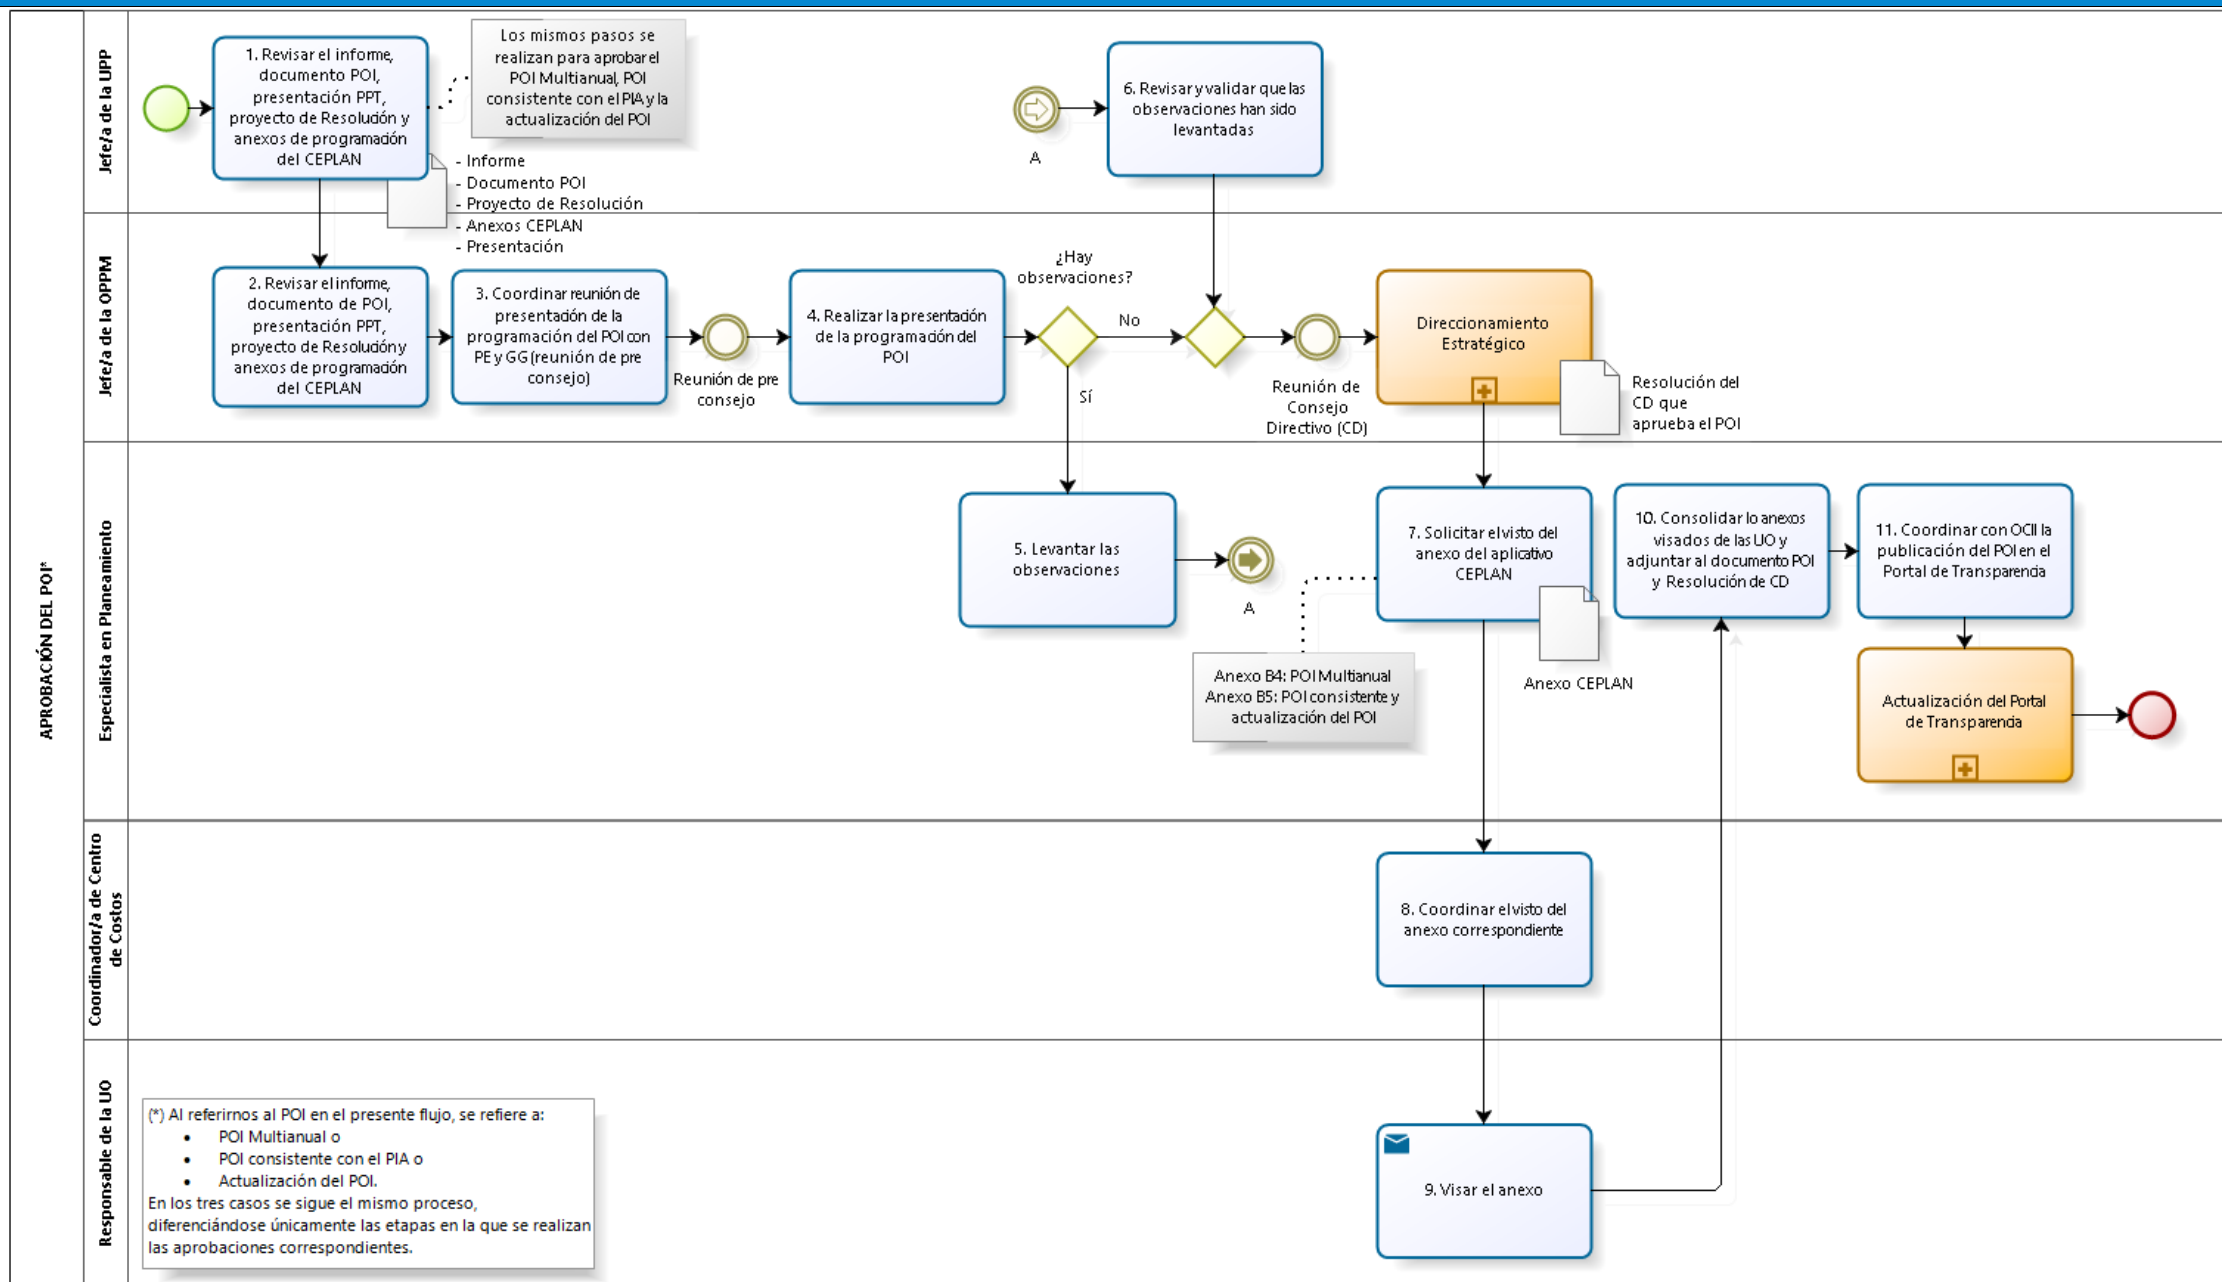 APROBACIÓN DEL POI*
Jefe/a de la UPP
1. Revisar el informe,
documento POI,
presentación PPT,
proyecto de Resolución y
anexos de programación
del CEPLAN
Los mismos pasos se
realizan para aprobar el
POI Multianual, POI
consistente con el PIA y la
actualización del POI
- Informe
- Documento POI
- Proyecto de Resolución
- Anexos CEPLAN
- Presentación
A
6. Revisar y validar que las
observaciones han sido
levantadas
Jefe/a de la OPPM
2. Revisar el informe,
documento de POI,
presentación PPT,
proyecto de Resolución y
anexos de programación
del CEPLAN
3. Coordinar reunión de
presentación de la
programación del POI con
PE y GG (reunión de pre
consejo)
Reunión de pre
consejo
4. Realizar la presentación
de la programación del
POI
¿Hay
observaciones?
No
Sí
Reunión de
Consejo
Directivo (CD)
Direccionamiento
Estratégico
Resolución del
CD que
aprueba el POI
Especialista en Planeamiento
5. Levantar las
observaciones
A
7. Solicitar el visto del
anexo del aplicativo
CEPLAN
Anexo B4: POI Multianual
Anexo B5: POI consistente y
actualización del POI
Anexo CEPLAN
10. Consolidar lo anexos
visados de las UO y
adjuntar al documento POI
y Resolución de CD
11. Coordinar con OCII la
publicación del POI en el
Portal de Transparencia
Actualización del Portal
de Transparencia
Coordinador/a de Centro
de Costos
8. Coordinar el visto del
anexo correspondiente
Responsable de la UO
9. Visar el anexo
(*) Al referirnos al POI en el presente flujo, se refiere a:
• POI Multianual o
• POI consistente con el PIA o
• Actualización del POI.
En los tres casos se sigue el mismo proceso,
diferenciándose únicamente las etapas en la que se realizan
las aprobaciones correspondientes.